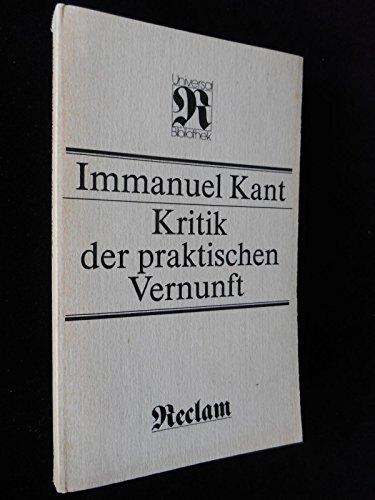 Universal
R
Bibliothek
Immanuel Kant
Kritik
der praktischen
Vernunft
Reclam